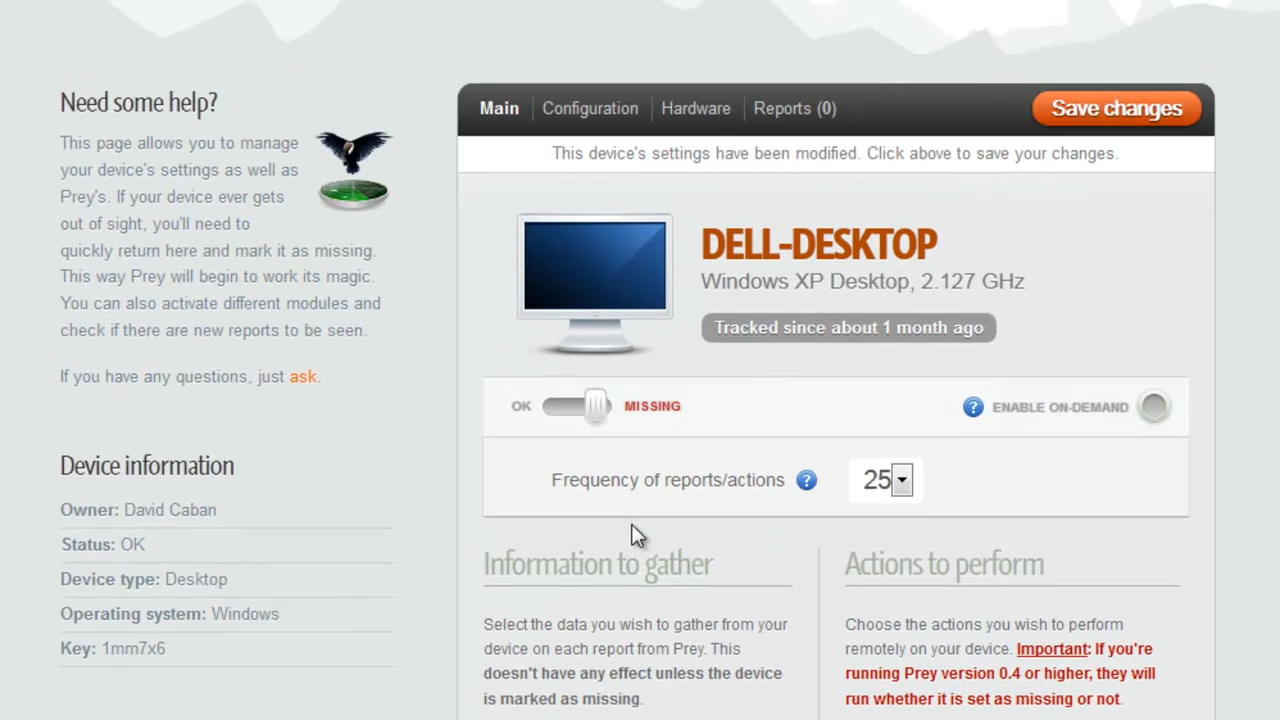 Need some help?
This page allows you to manage
your device's settings as well as
Prey's. If your device ever gets
out of sight, you'll need to
quickly return here and mark it as missing.
This way Prey will begin to work its magic.
You can also activate different modules and
check if there are new reports to be seen.
If you have any questions, just ask.
Device information
Owner: David Caban
Status: OK
Device type: Desktop
Operating system: Windows
Key: 1mm7x6
Main Configuration Hardware Reports (0) Save changes
This device's settings have been modified. Click above to save your changes.
DELL-DESKTOP
Windows XP Desktop, 2.127 GHz
Tracked since about 1 month ago
OK MISSING ? ENABLE ON-DEMAND
Frequency of reports/actions ? 25
Information to gather
Select the data you wish to gather from your
device on each report from Prey. This
doesn't have any effect unless the device
is marked as missing.
Actions to perform
Choose the actions you wish to perform
remotely on your device. Important: If you're
running Prey version 0.4 or higher, they will
run whether it is set as missing or not.